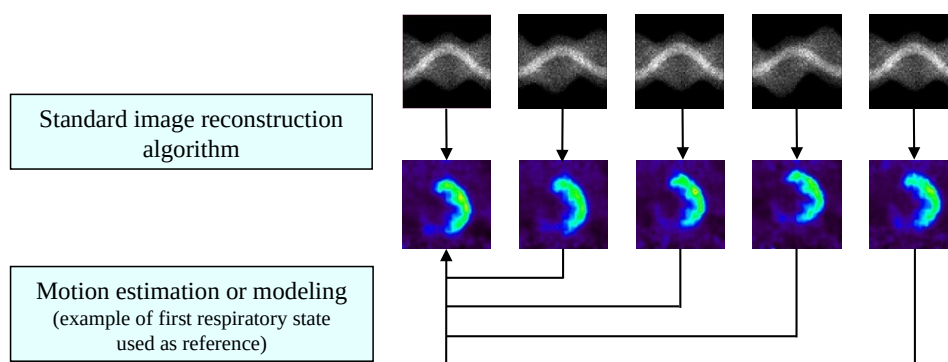 Standard image reconstruction
algorithm
Motion estimation or modeling
(example of first respiratory state
used as reference)